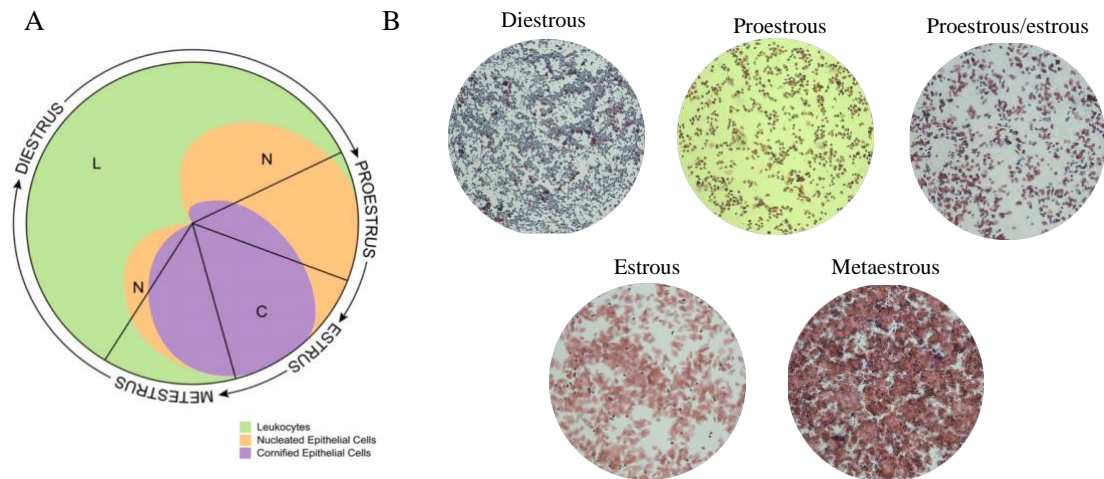 A
DIESTRUS
PROESTRUS
ESTRUS
METESTRUS
L
N
N
C
Leukocytes
Nucleated Epithelial Cells
Cornified Epithelial Cells
B
Diestrous
Proestrous
Proestrous/estrous
Estrous
Metaestrous